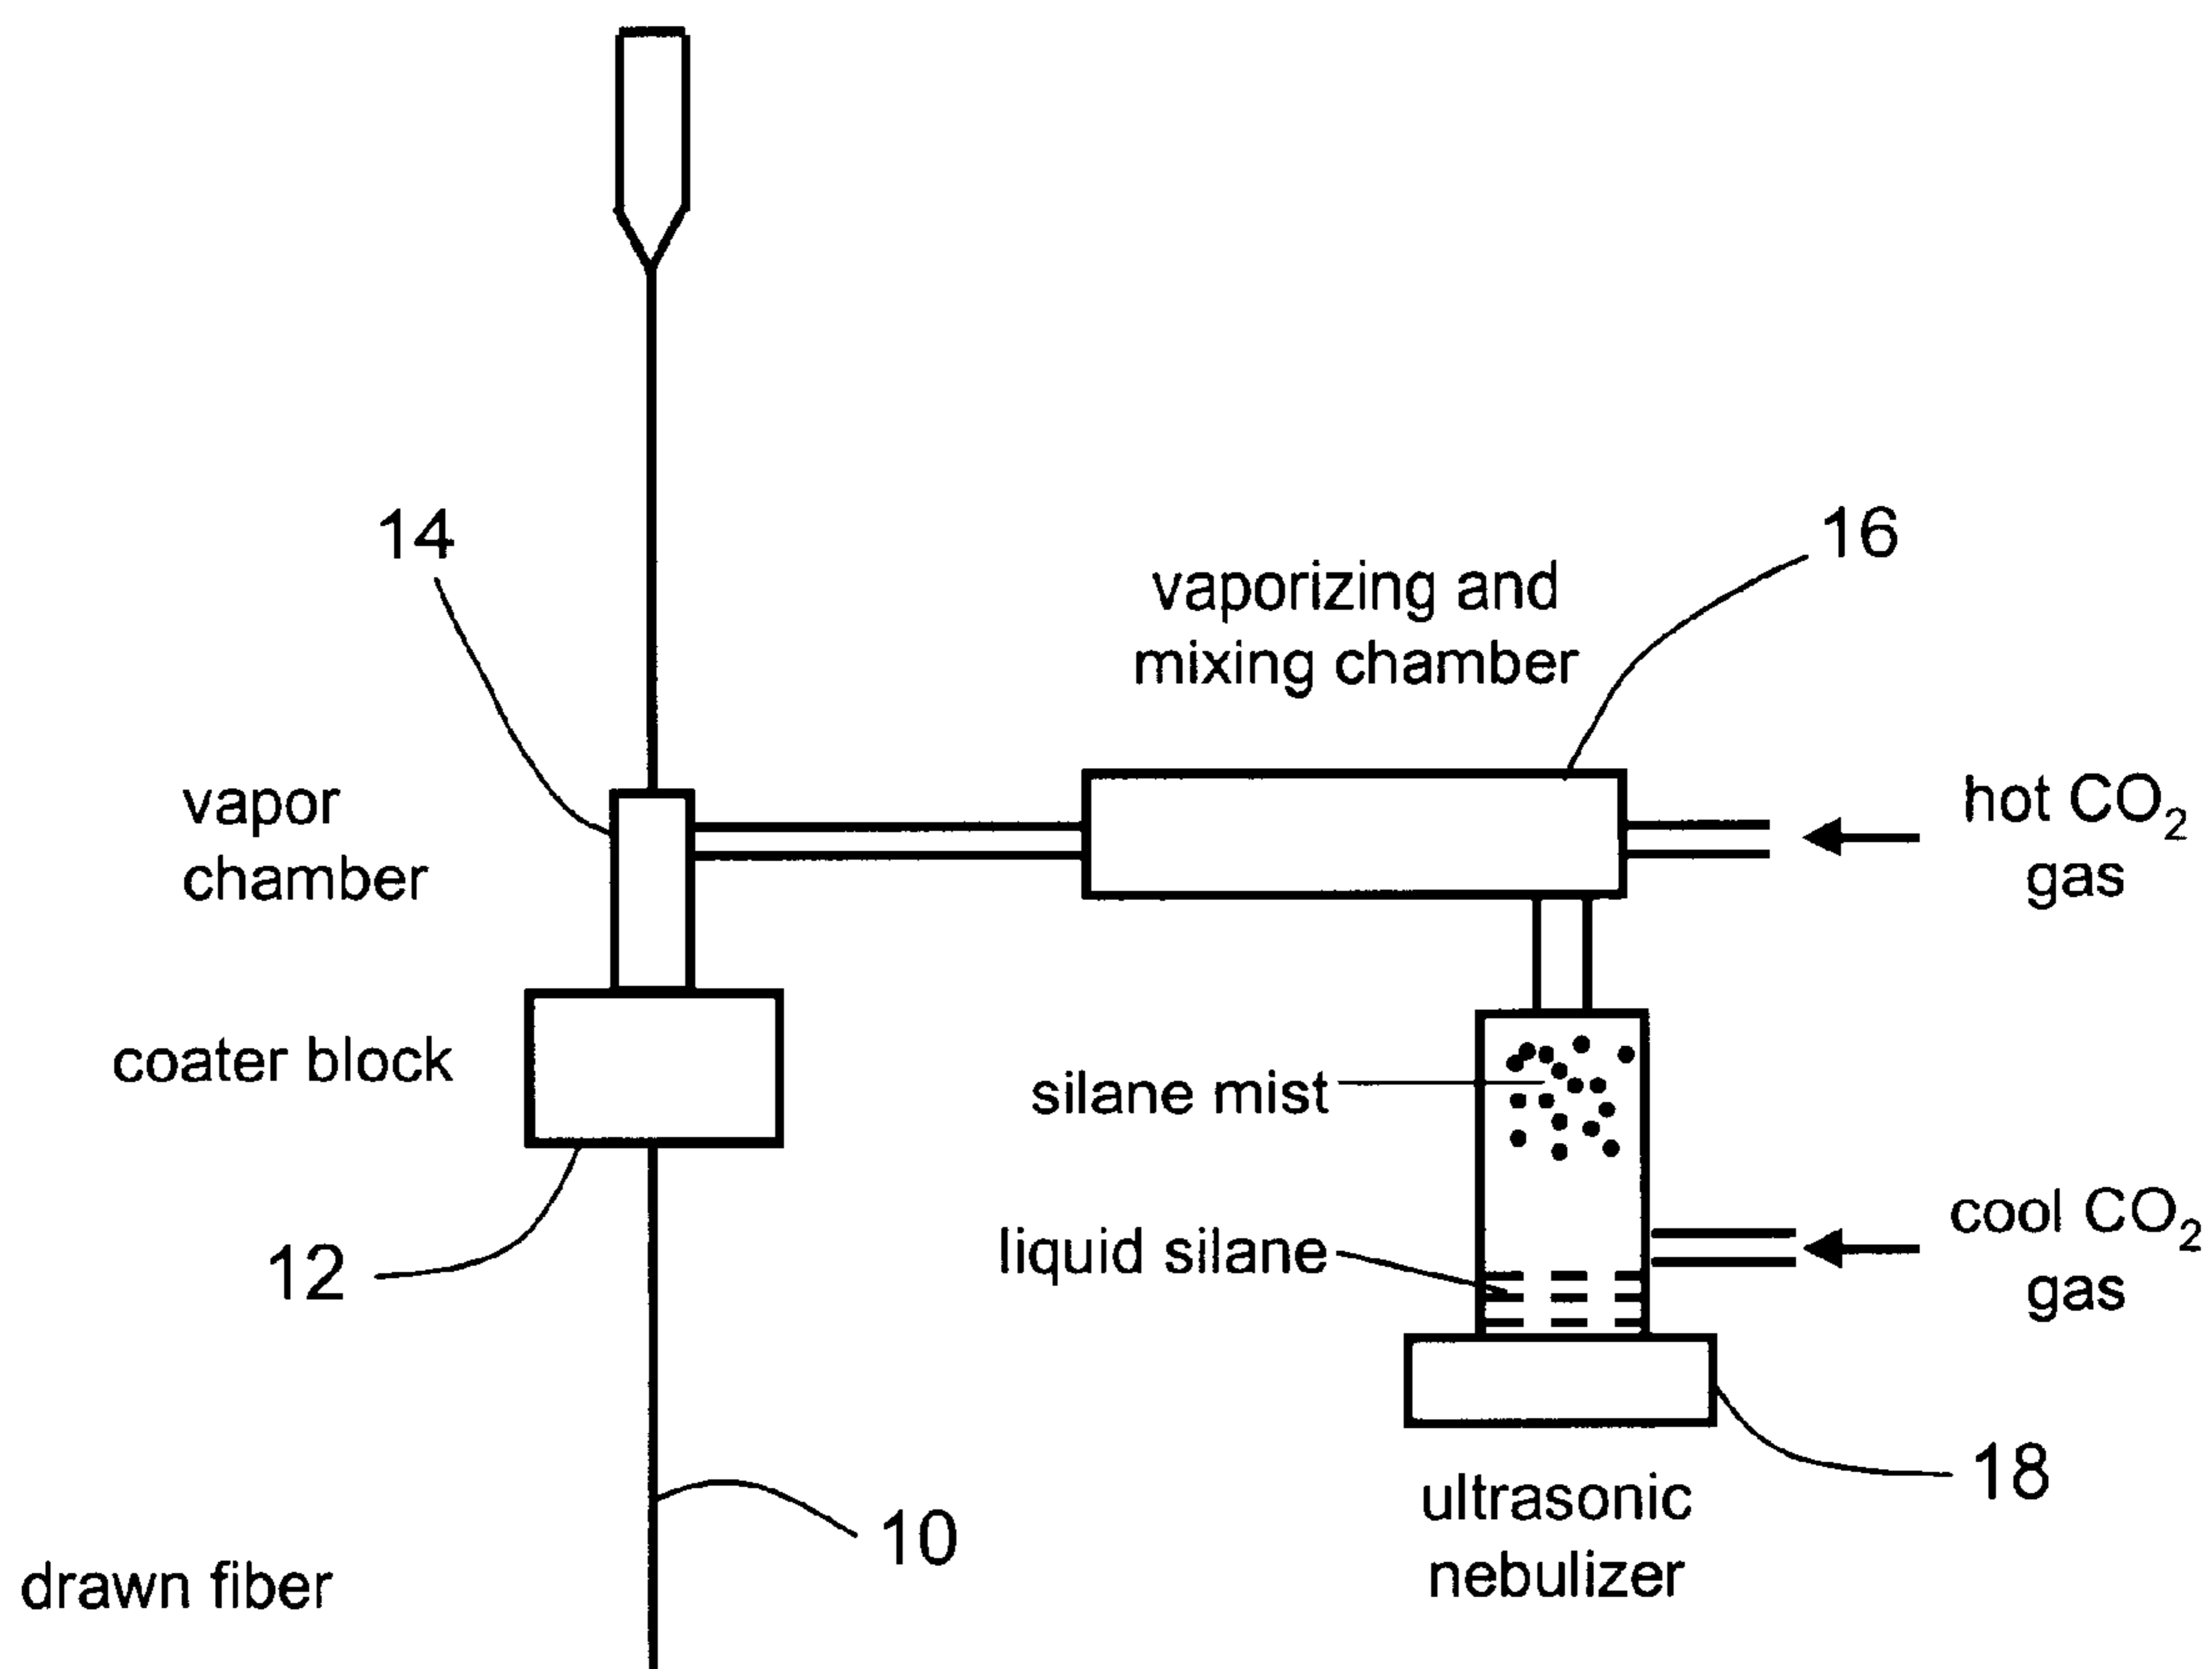 14
16
vaporizing and
mixing chamber
vapor
chamber
hot CO₂
gas
coater block
silane mist
12
liquid silane
cool CO₂
gas
18
ultrasonic
nebulizer
10
drawn fiber